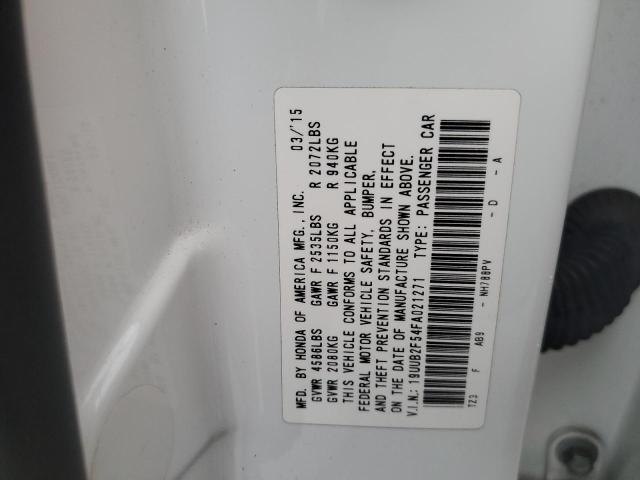 MFD. BY HONDA OF AMERICA MFG., INC. 03/'15
GVWR 4586LBS GAWR F 2535LBS R 2072LBS
GVWR 2080KG GAWR F 1150KG R 940KG
THIS VEHICLE CONFORMS TO ALL APPLICABLE
FEDERAL MOTOR VEHICLE SAFETY, BUMPER,
AND THEFT PREVENTION STANDARDS IN EFFECT
ON THE DATE OF MANUFACTURE SHOWN ABOVE.
V.I.N.: 19UUB2F54FA021271 TYPE: PASSENGER CAR
TZ3 F AB9 - NH788PV - D - A